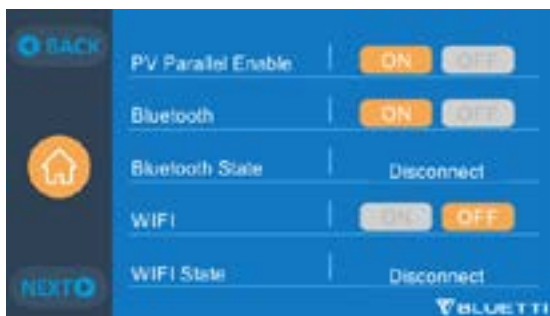 BACK
PV Parallel Enable ON OFF
Bluetooth ON OFF
Bluetooth State Disconnect
WIFI ON OFF
WIFI State Disconnect
NEXT
BLUETTI